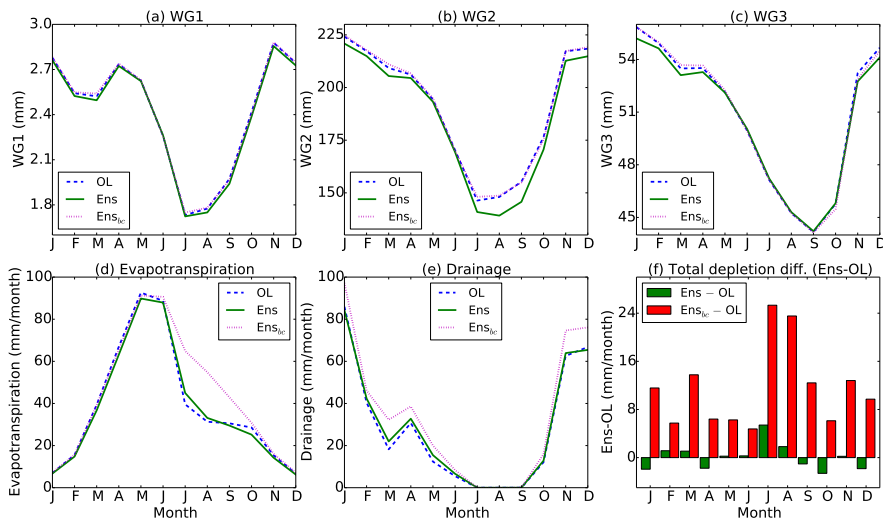 (a) WG1
WG1 (mm)
3.0
2.7
2.4
2.1
1.8
OL
Ens
Ens_bc
J F M A M J J A S O N D
(b) WG2
WG2 (mm)
225
200
175
150
OL
Ens
Ens_bc
J F M A M J J A S O N D
(c) WG3
WG3 (mm)
54
51
48
45
OL
Ens
Ens_bc
J F M A M J J A S O N D
(d) Evapotranspiration
Evapotranspiration (mm/month)
100
80
60
40
20
0
OL
Ens
Ens_bc
J F M A M J J A S O N D
Month
(e) Drainage
Drainage (mm/month)
100
80
60
40
20
0
OL
Ens
Ens_bc
J F M A M J J A S O N D
Month
(f) Total depletion diff. (Ens-OL)
Ens-OL (mm/month)
24
16
8
0
Ens − OL
Ens_bc − OL
J F M A M J J A S O N D
Month